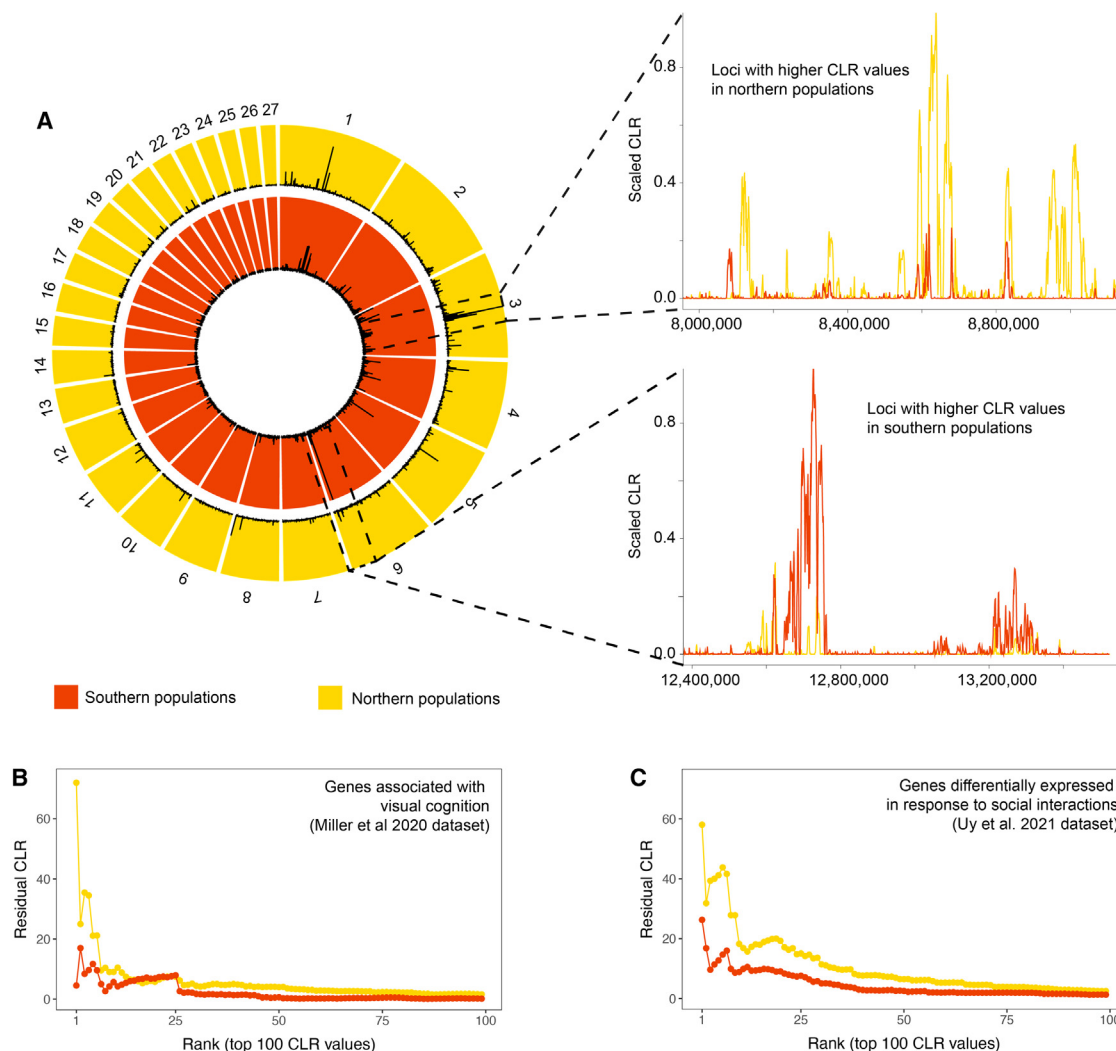 A
1
2
3
4
5
6
7
8
9
10
11
12
13
14
15
16
17
18
19
20
21
22
23
24
25
26
27
Loci with higher CLR values
in northern populations
Scaled CLR
0.8
0.4
0.0
8,000,000
8,400,000
8,800,000
Loci with higher CLR values
in southern populations
Scaled CLR
0.8
0.4
0.0
12,400,000
12,800,000
13,200,000
Southern populations
Northern populations
B
Genes associated with
visual cognition
(Miller et al 2020 dataset)
Residual CLR
60
40
20
0
1
25
50
75
100
Rank (top 100 CLR values)
C
Genes differentially expressed
in response to social interactions
(Uy et al. 2021 dataset)
Residual CLR
60
40
20
0
1
25
50
75
100
Rank (top 100 CLR values)